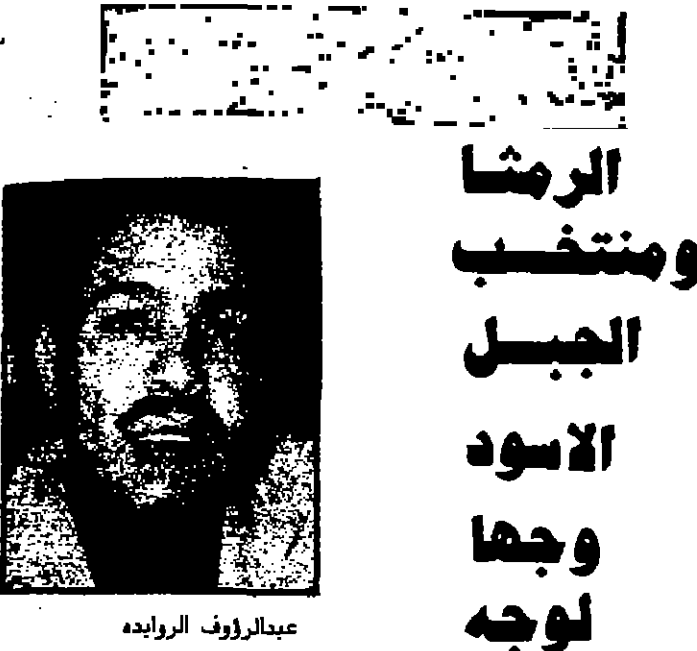 الرمثا
ومنتخب
الجبل
الاسود
وجها
لوجه
عبدالرؤوف الروابده